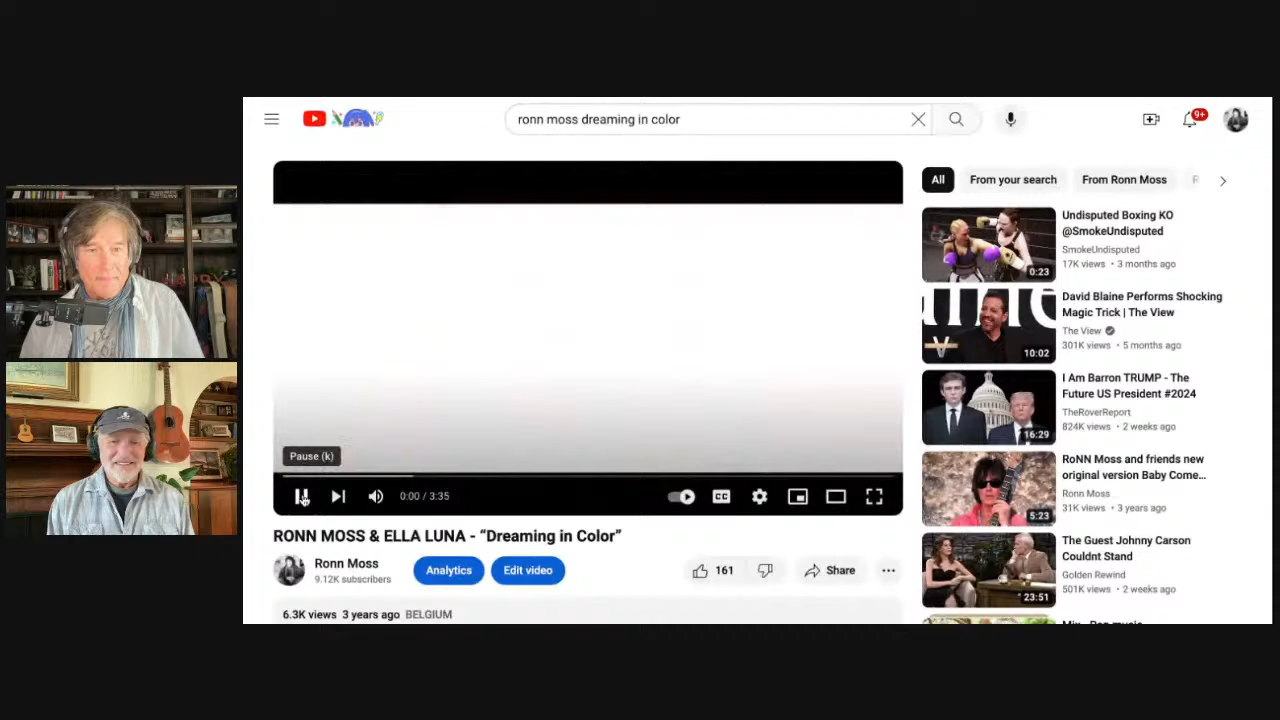 ronn moss dreaming in color
9+
All
From your search
From Ronn Moss
R
Undisputed Boxing KO
@SmokeUndisputed
SmokeUndisputed
17K views • 3 months ago
0:23
David Blaine Performs Shocking
Magic Trick | The View
The View
301K views • 5 months ago
10:02
I Am Barron TRUMP - The
Future US President #2024
TheRoverReport
824K views • 2 weeks ago
16:29
RoNN Moss and friends new
original version Baby Come…
Ronn Moss
31K views • 3 years ago
5:23
The Guest Johnny Carson
Couldnt Stand
Golden Rewind
501K views • 2 weeks ago
23:51
Pause (k)
0:00 / 3:35
CC
RONN MOSS & ELLA LUNA - “Dreaming in Color”
Ronn Moss
9.12K subscribers
Analytics
Edit video
161
Share
6.3K views 3 years ago BELGIUM